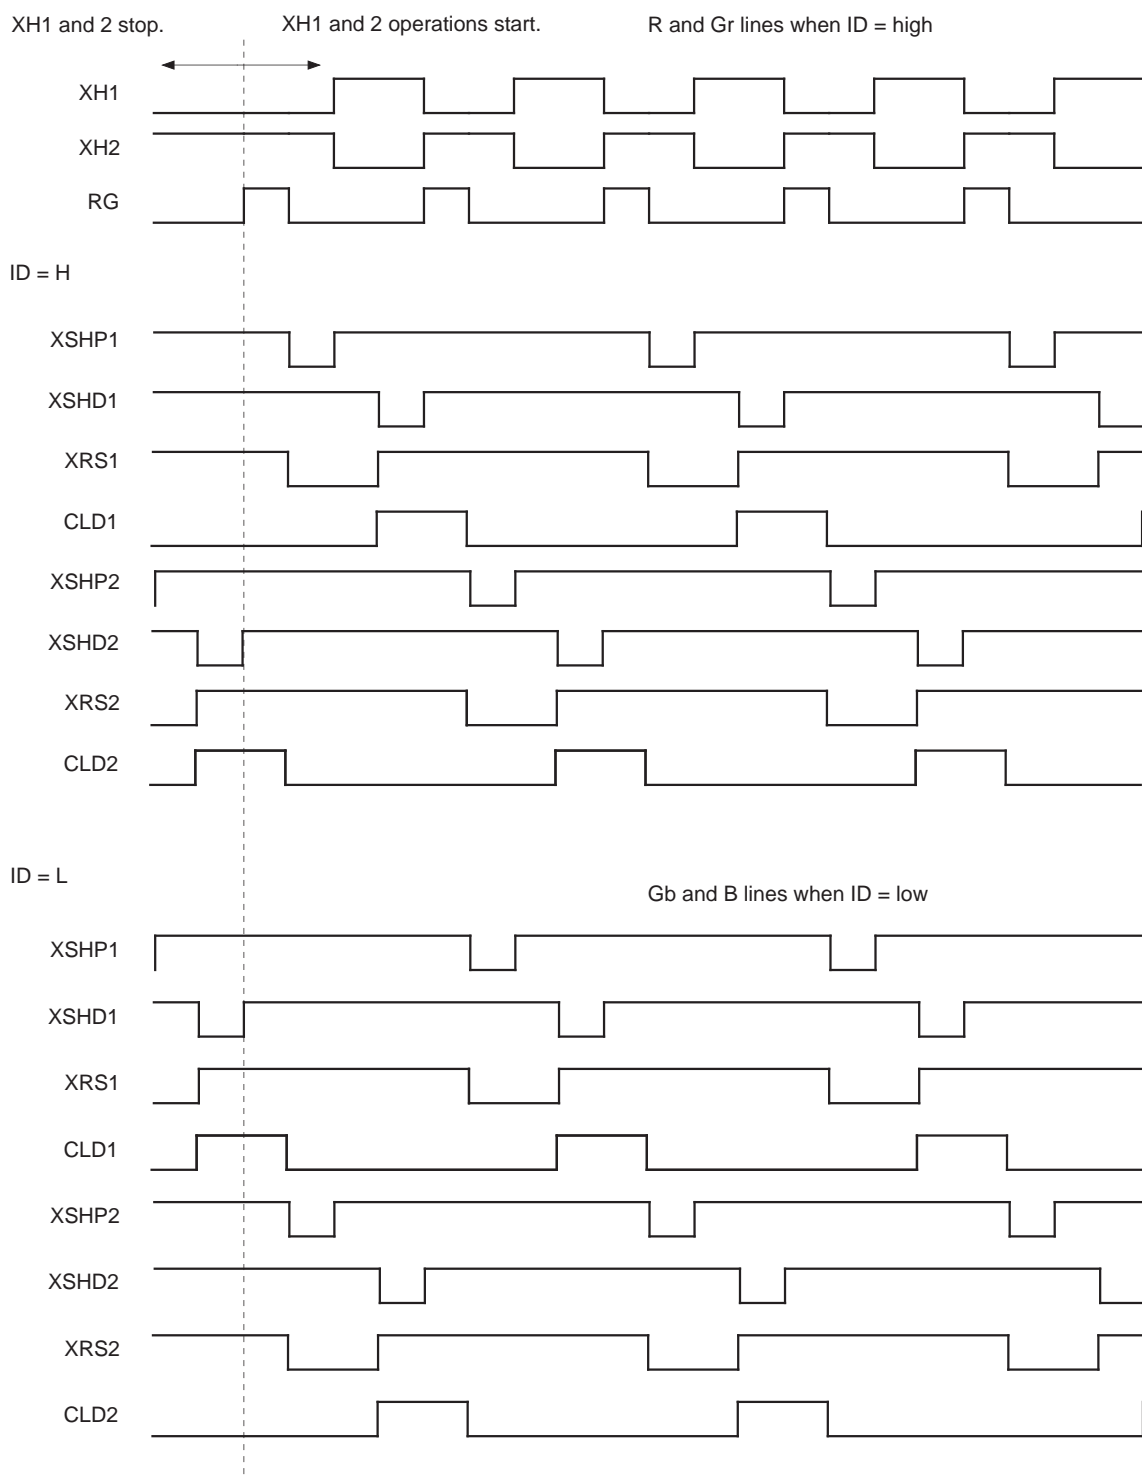 XH1 and 2 stop.
XH1 and 2 operations start.
R and Gr lines when ID = high
XH1
XH2
RG
ID = H
XSHP1
XSHD1
XRS1
CLD1
XSHP2
XSHD2
XRS2
CLD2
ID = L
Gb and B lines when ID = low
XSHP1
XSHD1
XRS1
CLD1
XSHP2
XSHD2
XRS2
CLD2